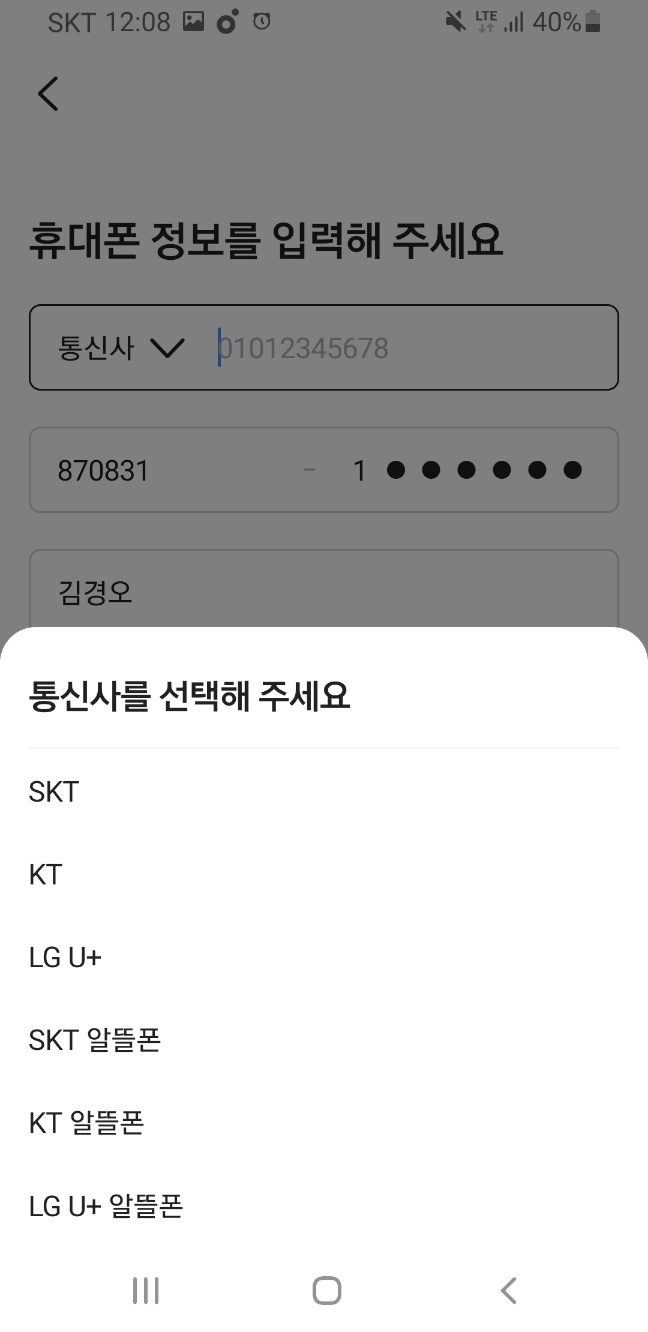 SKT 12:08 LTE 40%
휴대폰 정보를 입력해 주세요
통신사 01012345678
870831 - 1●●●●●●
김경오
통신사를 선택해 주세요
SKT
KT
LG U+
SKT 알뜰폰
KT 알뜰폰
LG U+ 알뜰폰